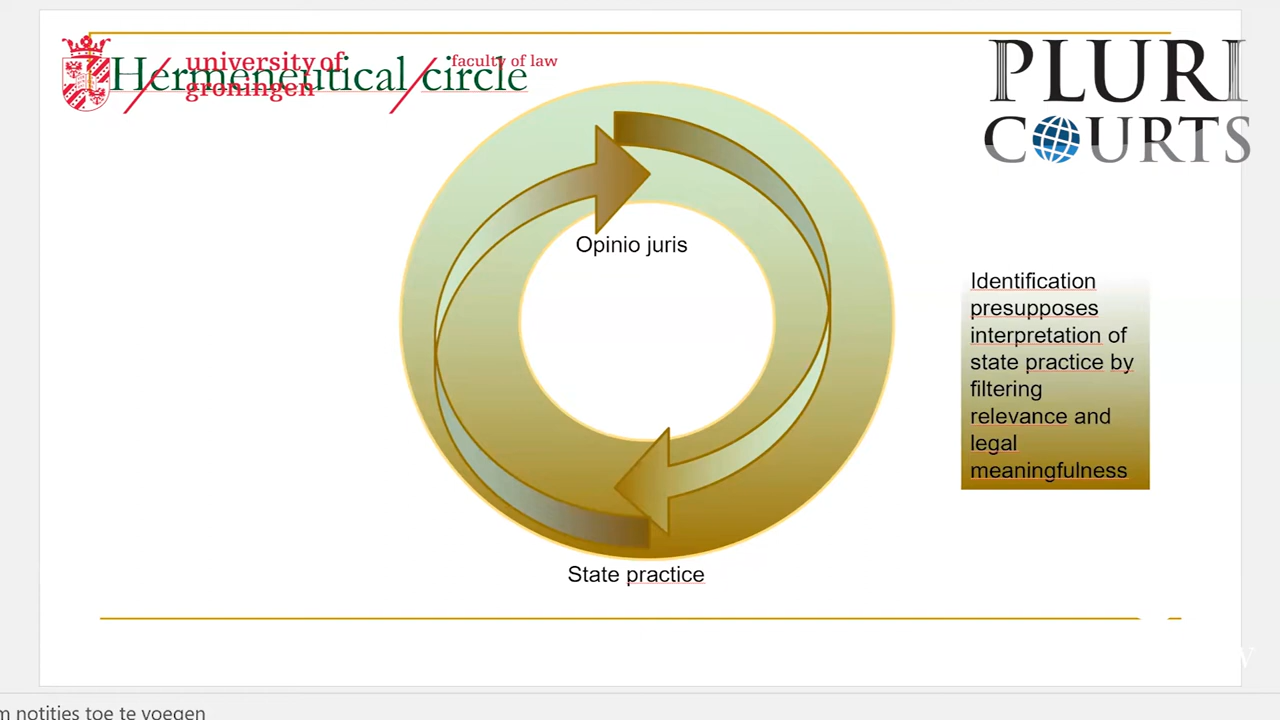 Hermeneutical circle
university of
groningen
faculty of law
PLURI
COURTS
Opinio juris
Identification
presupposes
interpretation of
state practice by
filtering
relevance and
legal
meaningfulness
State practice
notities toe te voegen